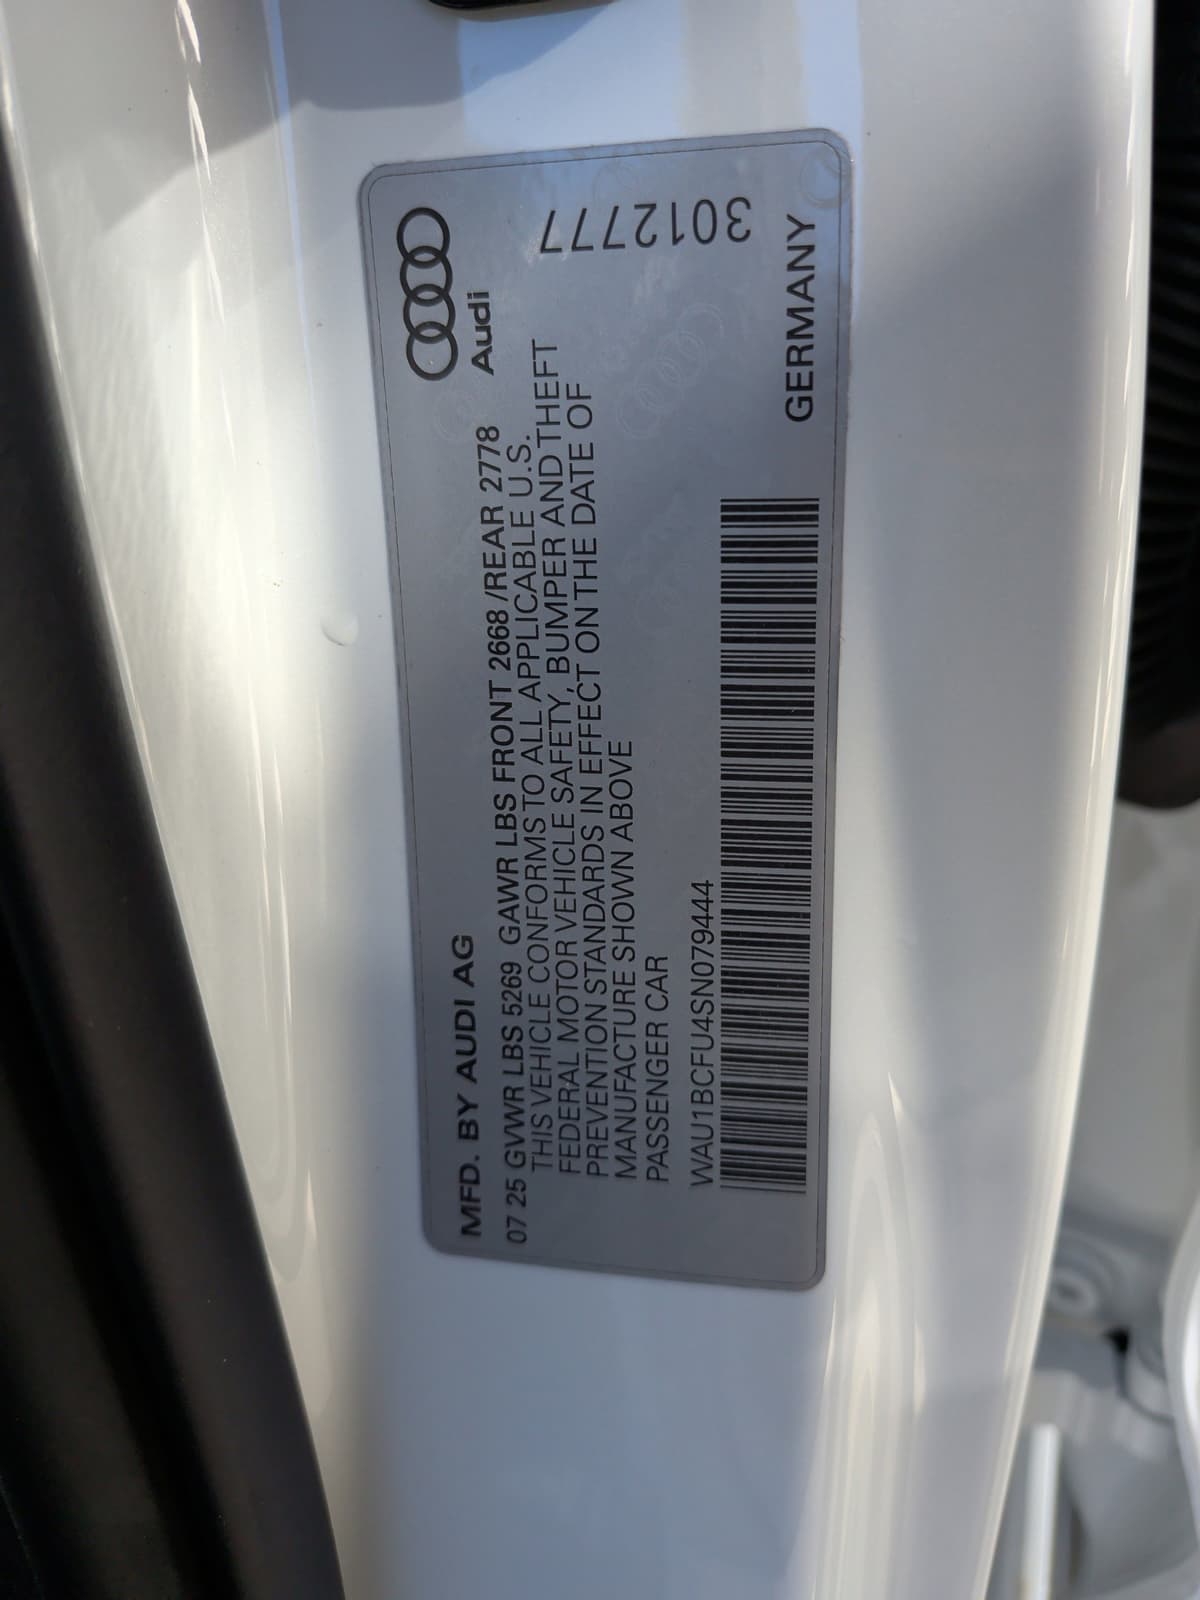 MFD. BY AUDI AG
Audi
07 25 GVWR LBS 5269 GAWR LBS FRONT 2668 /REAR 2778
THIS VEHICLE CONFORMS TO ALL APPLICABLE U.S.
FEDERAL MOTOR VEHICLE SAFETY, BUMPER AND THEFT
PREVENTION STANDARDS IN EFFECT ON THE DATE OF
MANUFACTURE SHOWN ABOVE
PASSENGER CAR
3012777
WAU1BCFU4SN079444
GERMANY